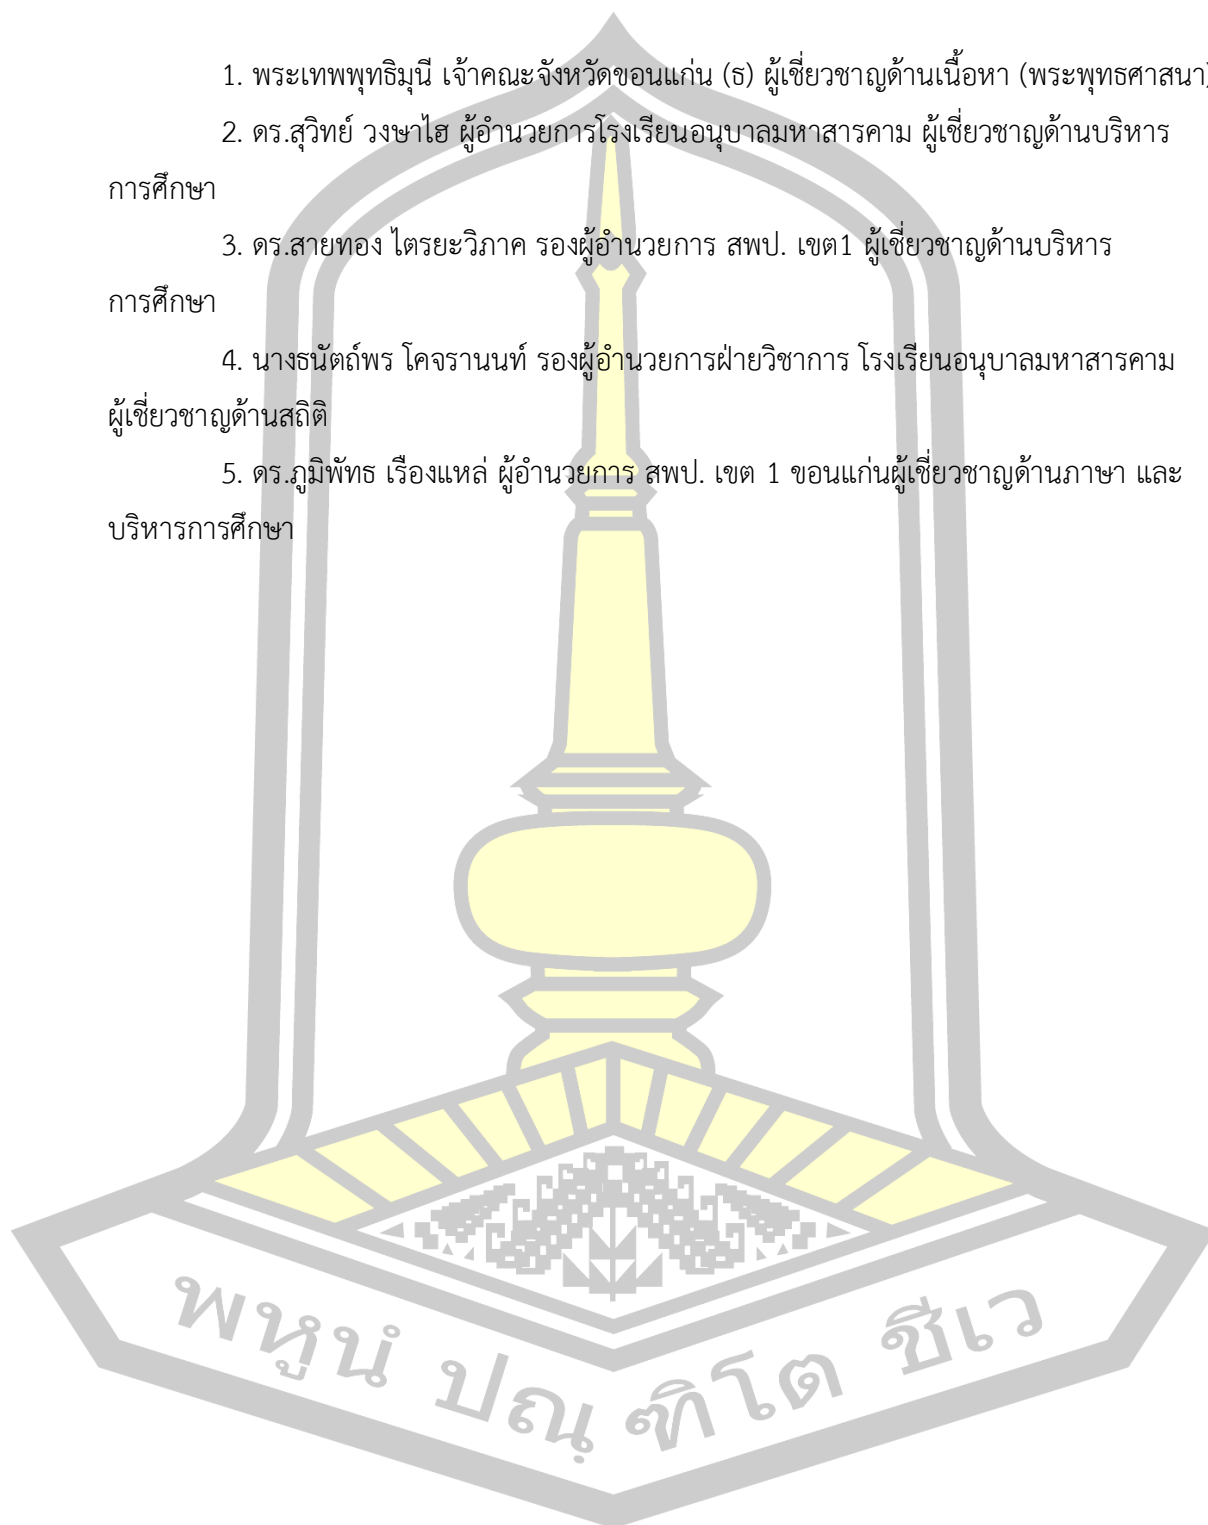 1. พระเทพพุทธิมุนี เจ้าคณะจังหวัดขอนแก่น (ธ) ผู้เชี่ยวชาญด้านเนื้อหา (พระพุทธศาสนา)
2. ดร.สุวิทย์ วงษาไฮ ผู้อำนวยการโรงเรียนอนุบาลมหาสารคาม ผู้เชี่ยวชาญด้านบริหาร
การศึกษา
3. ดร.สายทอง ไตรยะวิภาค รองผู้อำนวยการ สพป. เขต1 ผู้เชี่ยวชาญด้านบริหาร
การศึกษา
4. นางธนัตถ์พร โคจรานนท์ รองผู้อำนวยการฝ่ายวิชาการ โรงเรียนอนุบาลมหาสารคาม
ผู้เชี่ยวชาญด้านสถิติ
5. ดร.ภูมิพัทธ เรืองแหล่ ผู้อำนวยการ สพป. เขต 1 ขอนแก่นผู้เชี่ยวชาญด้านภาษา และ
บริหารการศึกษา
พหูนํ ปณฺฑิโต ชีเว